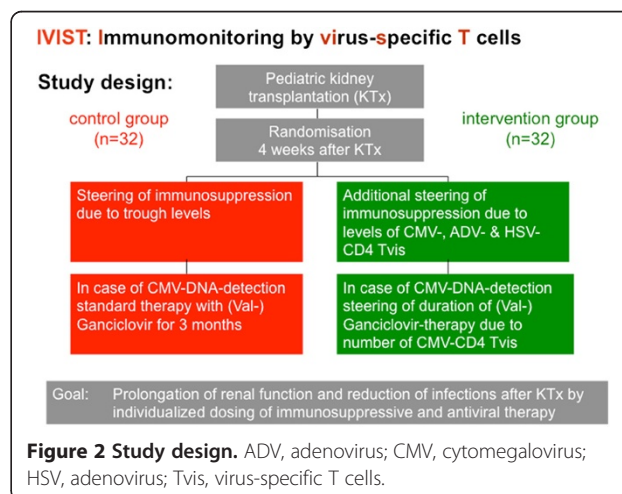 IVIST: Immunomonitoring by virus-specific T cells
Study design:
Pediatric kidney
transplantation (KTx)
control group
(n=32)
Randomisation
4 weeks after KTx
intervention group
(n=32)
Steering of immunosuppression
due to trough levels
Additional steering of
immunosuppression due to
levels of CMV-, ADV- & HSV-
CD4 Tvis
In case of CMV-DNA-detection
standard therapy with (Val-)
Ganciclovir for 3 months
In case of CMV-DNA-detection
steering of duration of (Val-)
Ganciclovir-therapy due to
number of CMV-CD4 Tvis
Goal: Prolongation of renal function and reduction of infections after KTx by
individualized dosing of immunosuppressive and antiviral therapy
Figure 2 Study design. ADV, adenovirus; CMV, cytomegalovirus;
HSV, adenovirus; Tvis, virus-specific T cells.